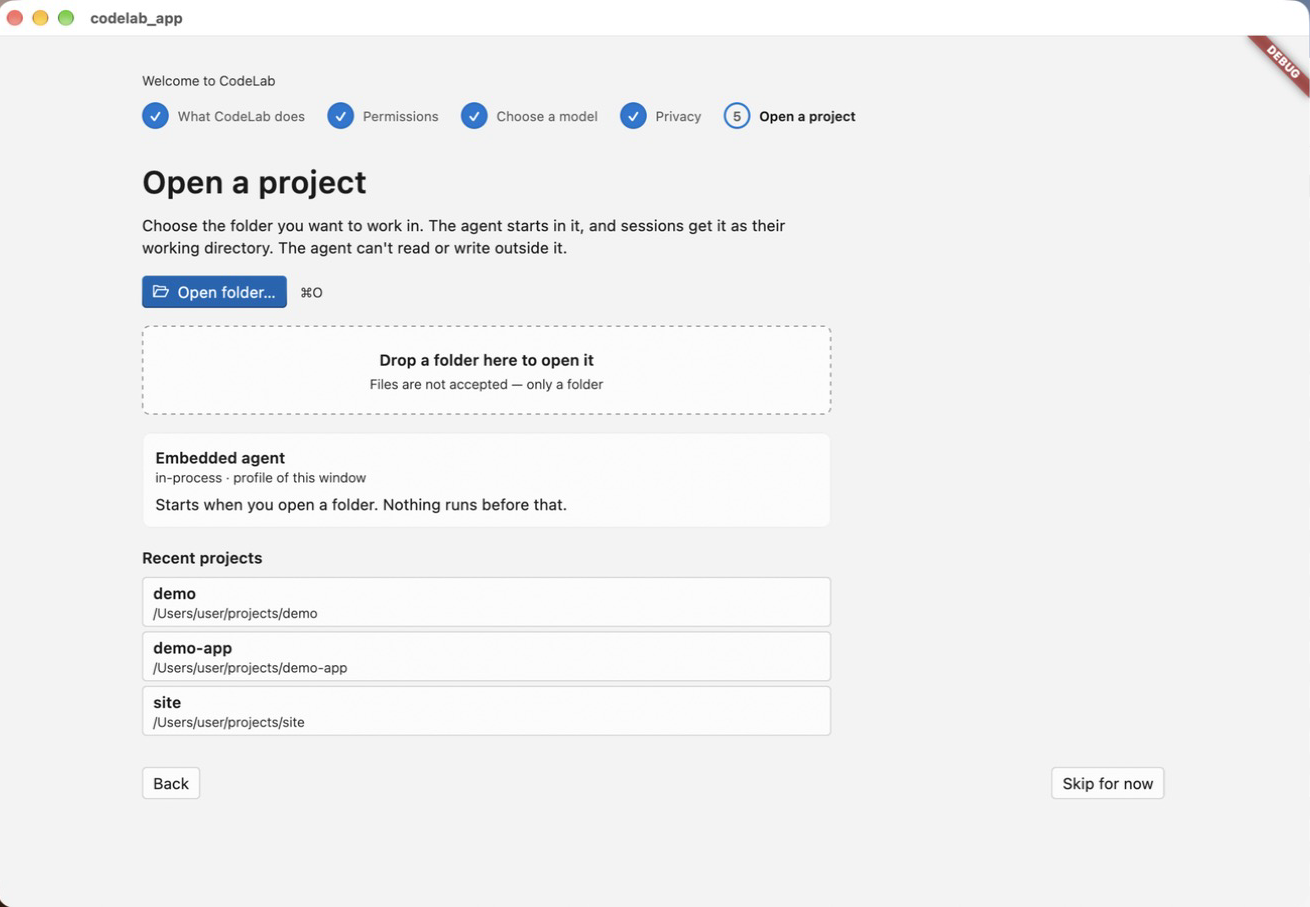 codelab_app
DEBUG
Welcome to CodeLab
What CodeLab does
Permissions
Choose a model
Privacy
5 Open a project
Open a project
Choose the folder you want to work in. The agent starts in it, and sessions get it as their
working directory. The agent can't read or write outside it.
Open folder... ⌘O
Drop a folder here to open it
Files are not accepted — only a folder
Embedded agent
in-process · profile of this window
Starts when you open a folder. Nothing runs before that.
Recent projects
demo
/Users/user/projects/demo
demo-app
/Users/user/projects/demo-app
site
/Users/user/projects/site
Back
Skip for now